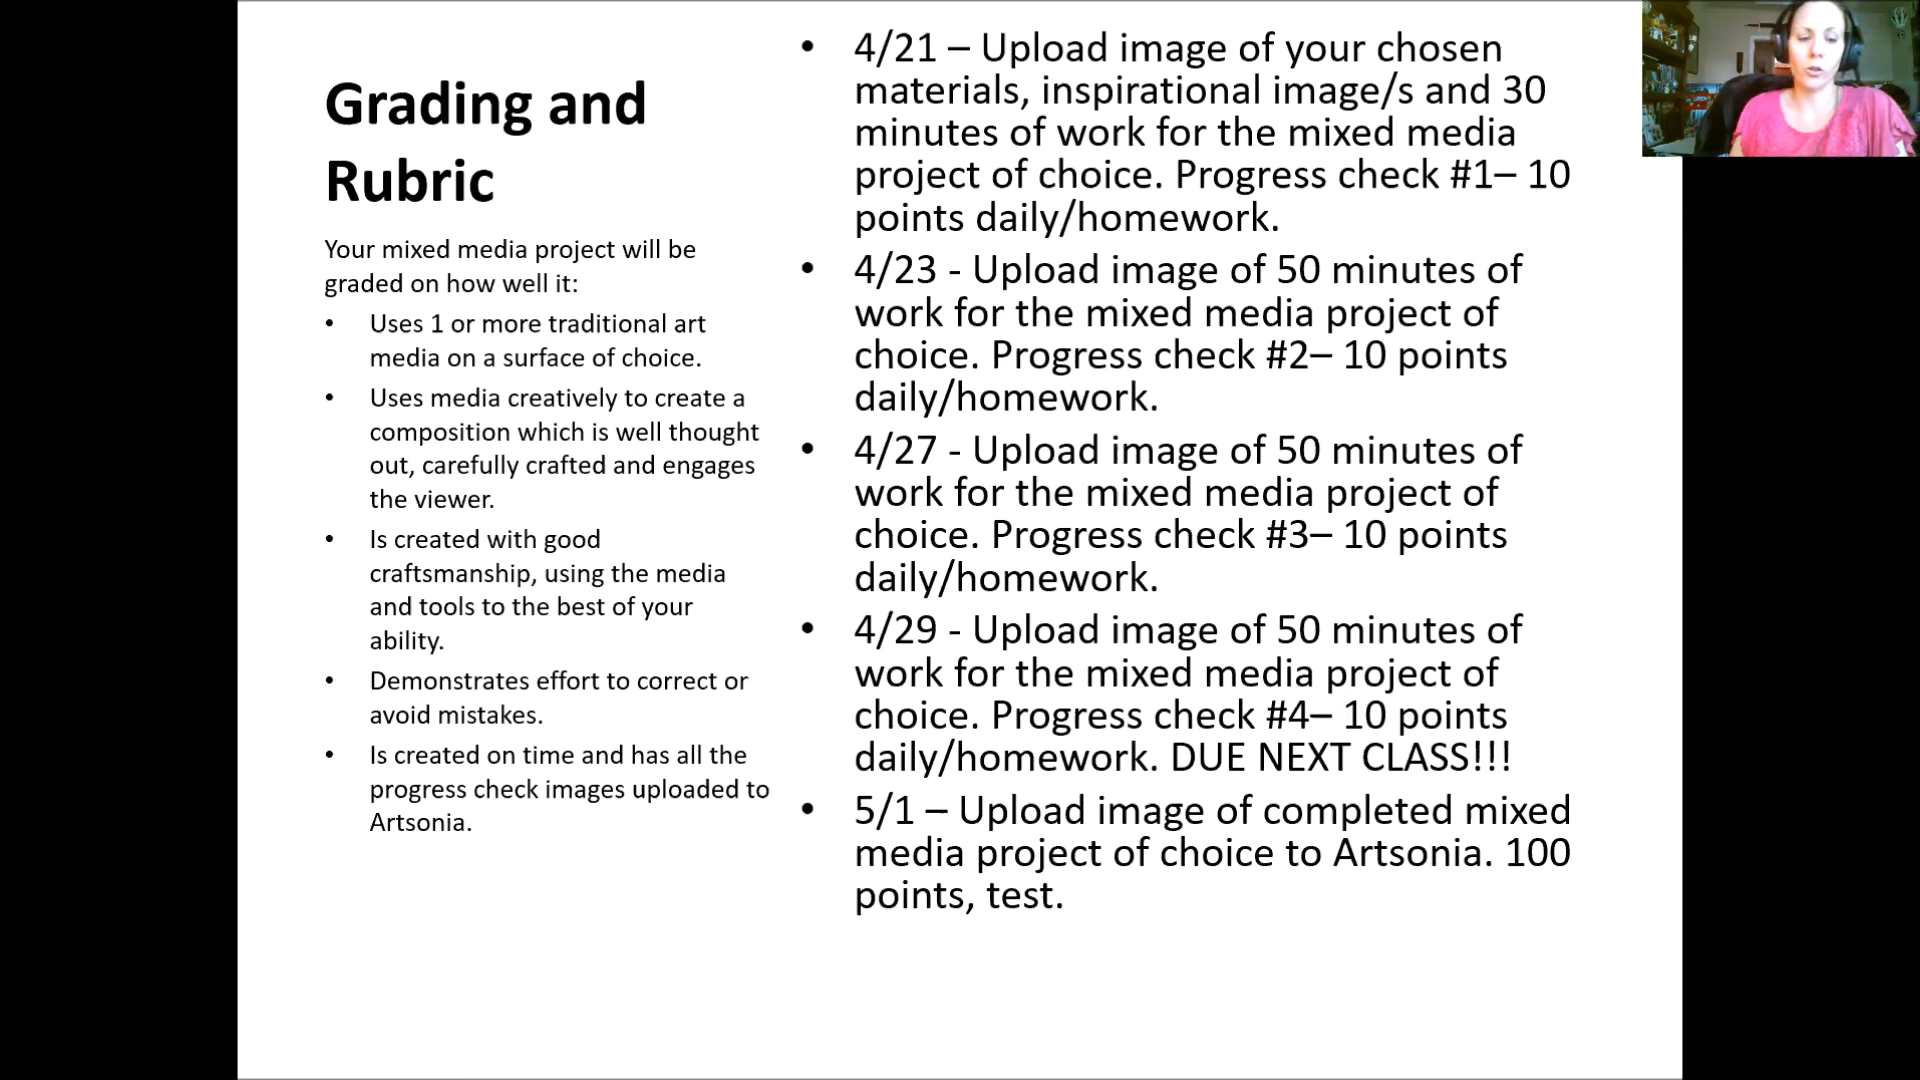 Grading and
Rubric
Your mixed media project will be
graded on how well it:
• Uses 1 or more traditional art
media on a surface of choice.
• Uses media creatively to create a
composition which is well thought
out, carefully crafted and engages
the viewer.
• Is created with good
craftsmanship, using the media
and tools to the best of your
ability.
• Demonstrates effort to correct or
avoid mistakes.
• Is created on time and has all the
progress check images uploaded to
Artsonia.
• 4/21 – Upload image of your chosen
materials, inspirational image/s and 30
minutes of work for the mixed media
project of choice. Progress check #1– 10
points daily/homework.
• 4/23 - Upload image of 50 minutes of
work for the mixed media project of
choice. Progress check #2– 10 points
daily/homework.
• 4/27 - Upload image of 50 minutes of
work for the mixed media project of
choice. Progress check #3– 10 points
daily/homework.
• 4/29 - Upload image of 50 minutes of
work for the mixed media project of
choice. Progress check #4– 10 points
daily/homework. DUE NEXT CLASS!!!
• 5/1 – Upload image of completed mixed
media project of choice to Artsonia. 100
points, test.